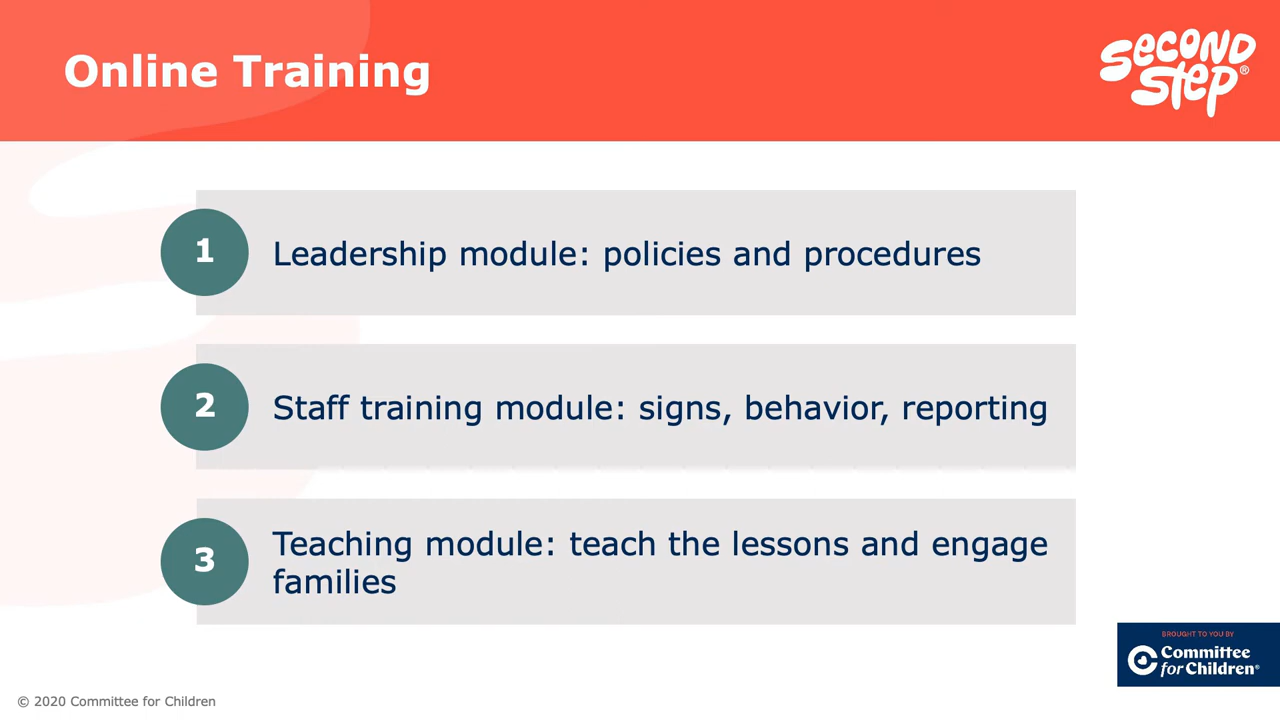 Online Training
SECOND
STEP®
1
Leadership module: policies and procedures
2
Staff training module: signs, behavior, reporting
3
Teaching module: teach the lessons and engage
families
BROUGHT TO YOU BY
Committee
for Children®
© 2020 Committee for Children